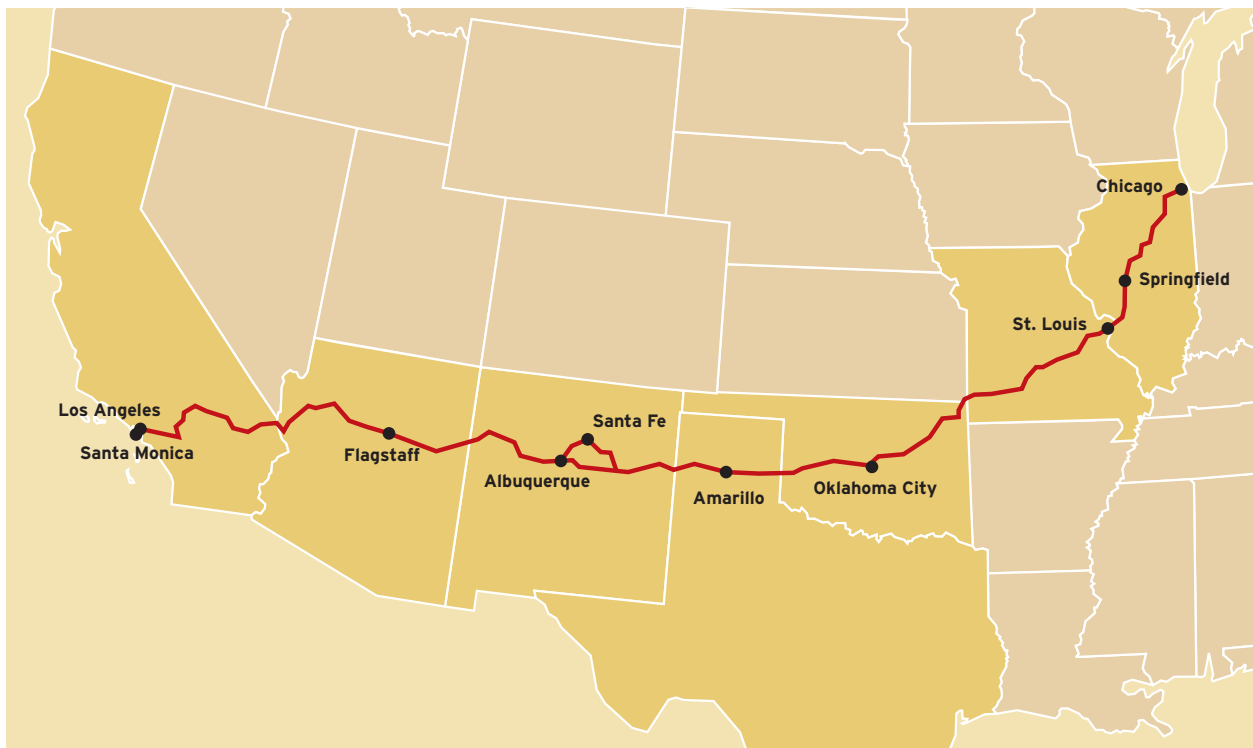 Chicago
Springfield
St. Louis
Los Angeles
Santa Monica
Flagstaff
Santa Fe
Albuquerque
Amarillo
Oklahoma City